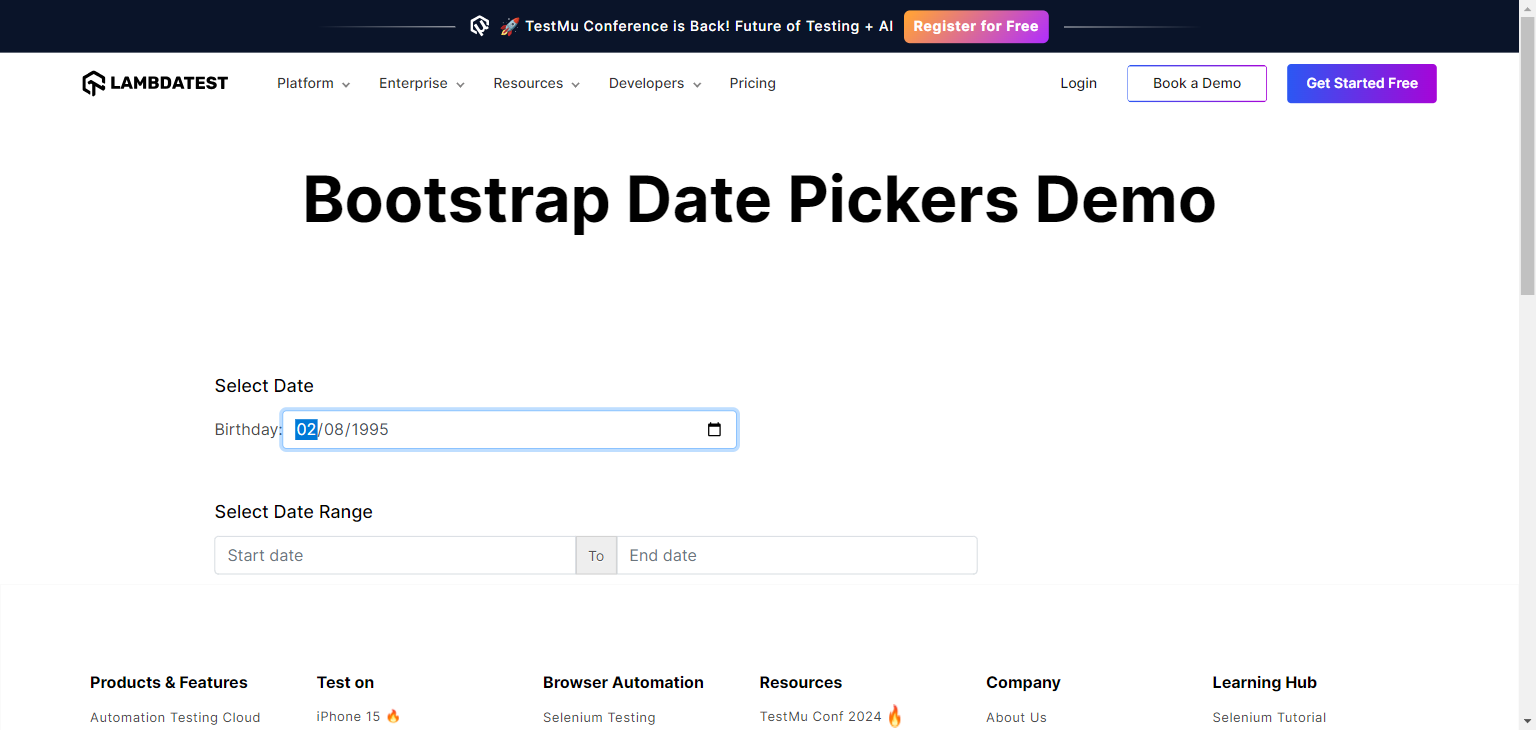 🚀 TestMu Conference is Back! Future of Testing + AI Register for Free
LAMBDATEST Platform Enterprise Resources Developers Pricing Login Book a Demo Get Started Free
Bootstrap Date Pickers Demo
Select Date
Birthday: 02/08/1995
Select Date Range
Start date To End date
Products & Features Test on Browser Automation Resources Company Learning Hub
Automation Testing Cloud iPhone 15 🔥 Selenium Testing TestMu Conf 2024 🔥 About Us Selenium Tutorial